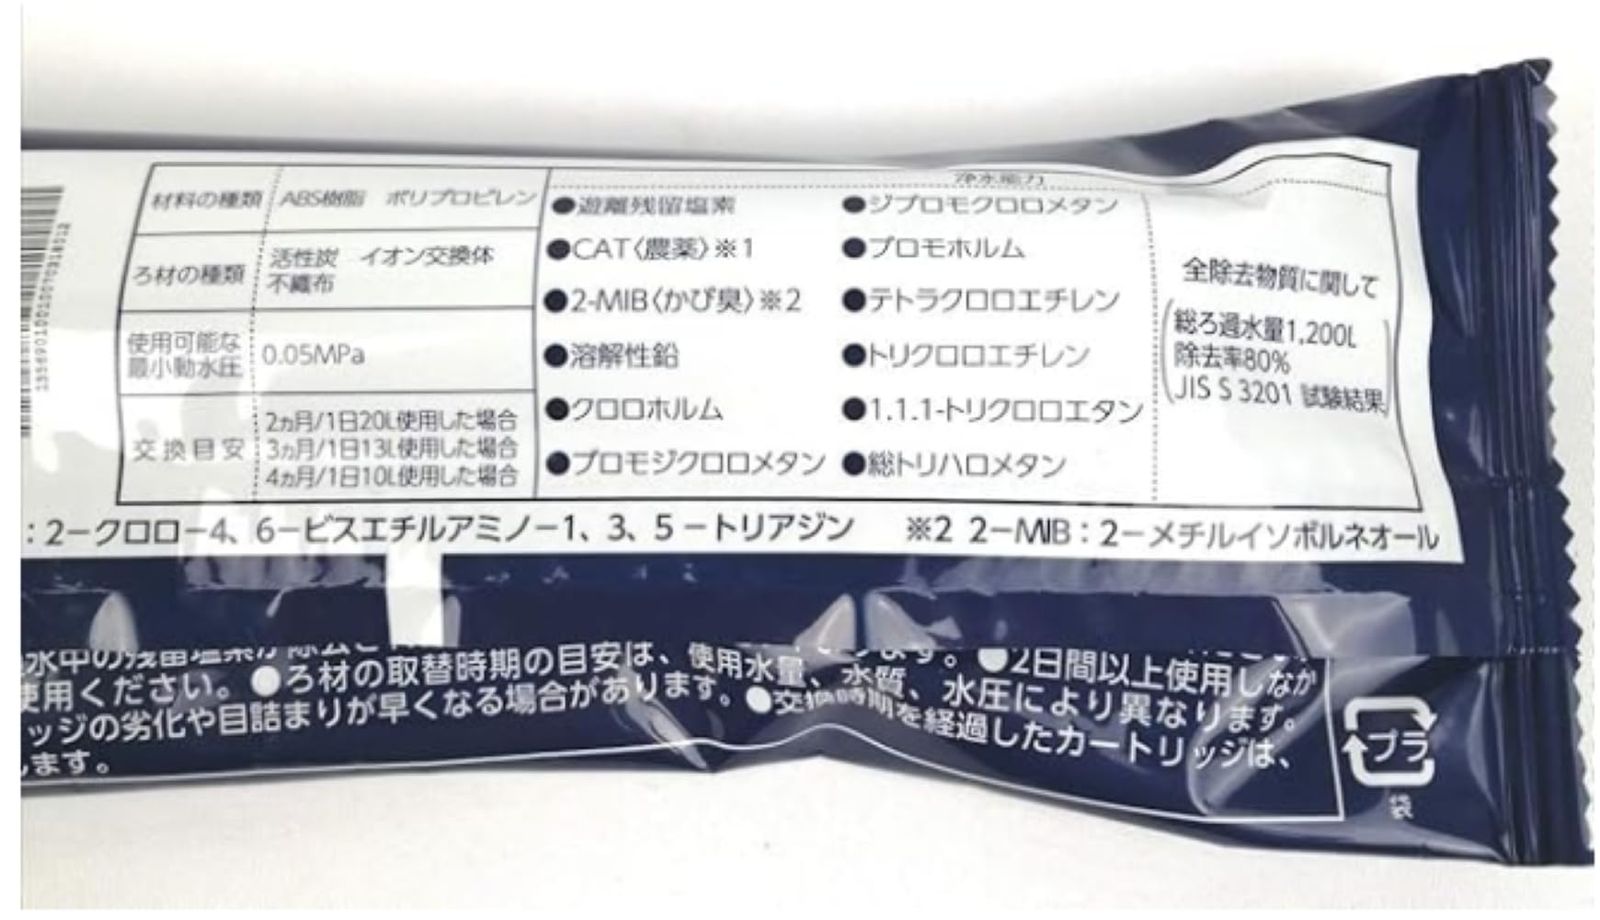 材料の種類 ABS樹脂 ポリプロピレン
ろ材の種類 活性炭 イオン交換体
不織布
使用可能な
最小動水圧 0.05MPa
交換目安 2ヵ月/1日20L使用した場合
3ヵ月/1日13L使用した場合
4ヵ月/1日10L使用した場合
浄水能力
●遊離残留塩素
●CAT〈農薬〉※1
●2-MIB〈かび臭〉※2
●溶解性鉛
●クロロホルム
●ブロモジクロロメタン
●ジブロモクロロメタン
●ブロモホルム
●テトラクロロエチレン
●トリクロロエチレン
●1.1.1-トリクロロエタン
●総トリハロメタン
全除去物質に関して
(総ろ過水量1,200L
除去率80%
JIS S 3201 試験結果)
:2−クロロ−4、6−ビスエチルアミノ−1、3、5−トリアジン ※2 2−MIB:2−メチルイソボルネオール
水中の残留塩素が除去
ります。●2日間以上使用しなか
使用ください。●ろ材の取替時期の目安は、使用水量、水質、水圧により異なります。
ッジの劣化や目詰まりが早くなる場合があります。●交換時期を経過したカートリッジは、
します。
プラ
袋